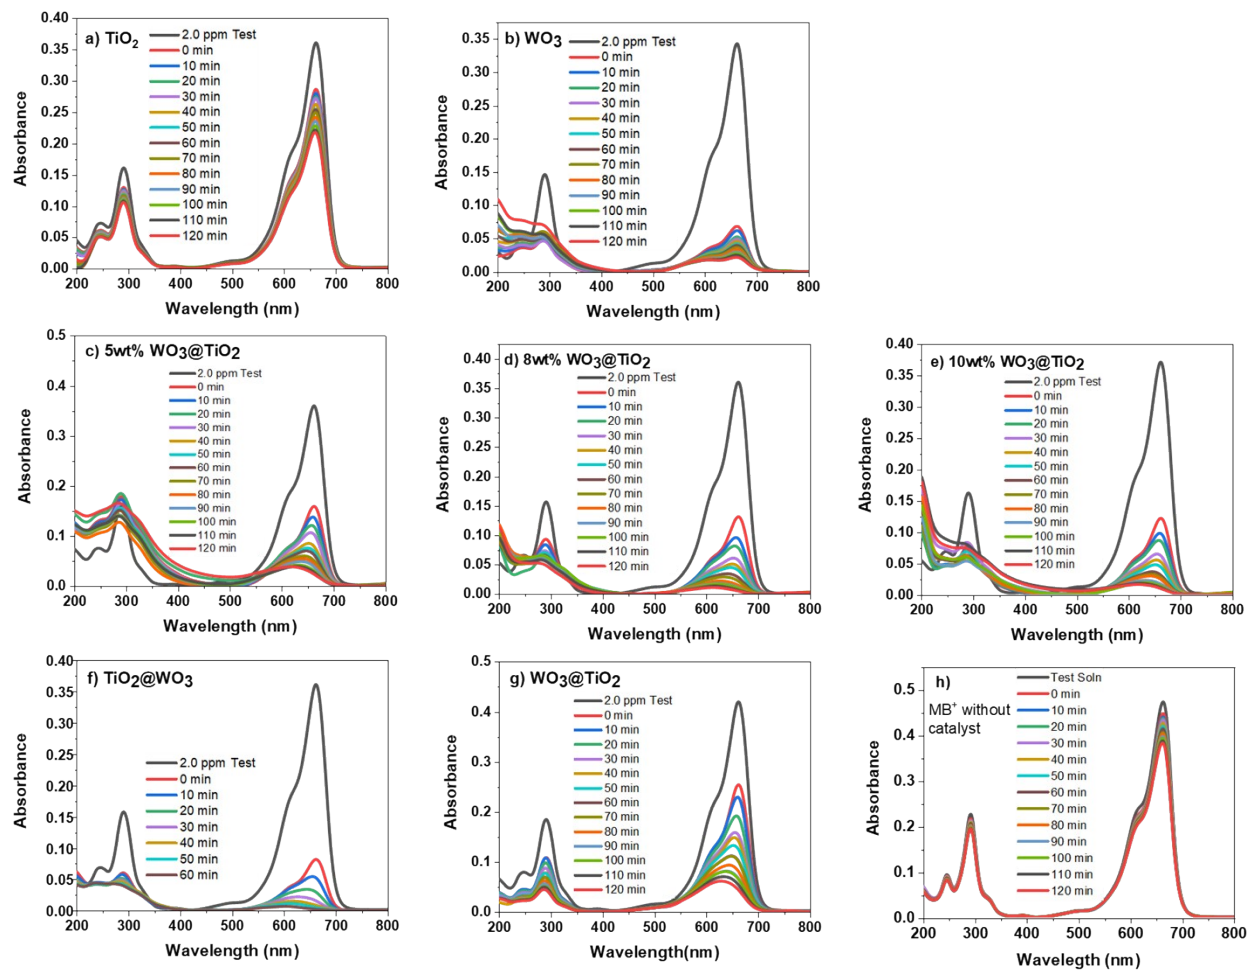 a) TiO2
2.0 ppm Test
0 min
10 min
20 min
30 min
40 min
50 min
60 min
70 min
80 min
90 min
100 min
110 min
120 min
0.40
0.35
0.30
0.25
0.20
0.15
0.10
0.05
0.00
Absorbance
200 300 400 500 600 700 800
Wavelength (nm)
b) WO3
2.0 ppm Test
0 min
10 min
20 min
30 min
40 min
50 min
60 min
70 min
80 min
90 min
100 min
110 min
120 min
0.35
0.30
0.25
0.20
0.15
0.10
0.05
0.00
Absorbance
200 300 400 500 600 700 800
Wavelength (nm)
c) 5wt% WO3@TiO2
2.0 ppm Test
0 min
10 min
20 min
30 min
40 min
50 min
60 min
70 min
80 min
90 min
100 min
110 min
120 min
0.5
0.4
0.3
0.2
0.1
0.0
Absorbance
200 300 400 500 600 700 800
Wavelength (nm)
d) 8wt% WO3@TiO2
2.0 ppm Test
0 min
10 min
20 min
30 min
40 min
50 min
60 min
70 min
80 min
90 min
100 min
110 min
120 min
0.40
0.35
0.30
0.25
0.20
0.15
0.10
0.05
0.00
Absorbance
200 300 400 500 600 700 800
Wavelength (nm)
e) 10wt% WO3@TiO2
2.0 ppm Test
0 min
10 min
20 min
30 min
40 min
50 min
60 min
70 min
80 min
90 min
110 min
120 min
0.40
0.35
0.30
0.25
0.20
0.15
0.10
0.05
0.00
Absorbance
200 300 400 500 600 700 800
Wavelength (nm)
f) TiO2@WO3
2.0 ppm Test
0 min
10 min
20 min
30 min
40 min
50 min
60 min
0.40
0.35
0.30
0.25
0.20
0.15
0.10
0.05
0.00
Absorbance
200 300 400 500 600 700 800
Wavelength (nm)
g) WO3@TiO2
2.0 ppm Test
0 min
10 min
20 min
30 min
40 min
50 min
60 min
70 min
80 min
90 min
100 min
110 min
120 min
0.5
0.4
0.3
0.2
0.1
0.0
Absorbance
200 300 400 500 600 700 800
Wavelength(nm)
h)
MB+ without
catalyst
Test Soln
0 min
10 min
20 min
30 min
40 min
50 min
60 min
70 min
80 min
90 min
100 min
110 min
120 min
0.5
0.4
0.3
0.2
0.1
0.0
Absorbance
200 300 400 500 600 700 800
Wavelength (nm)